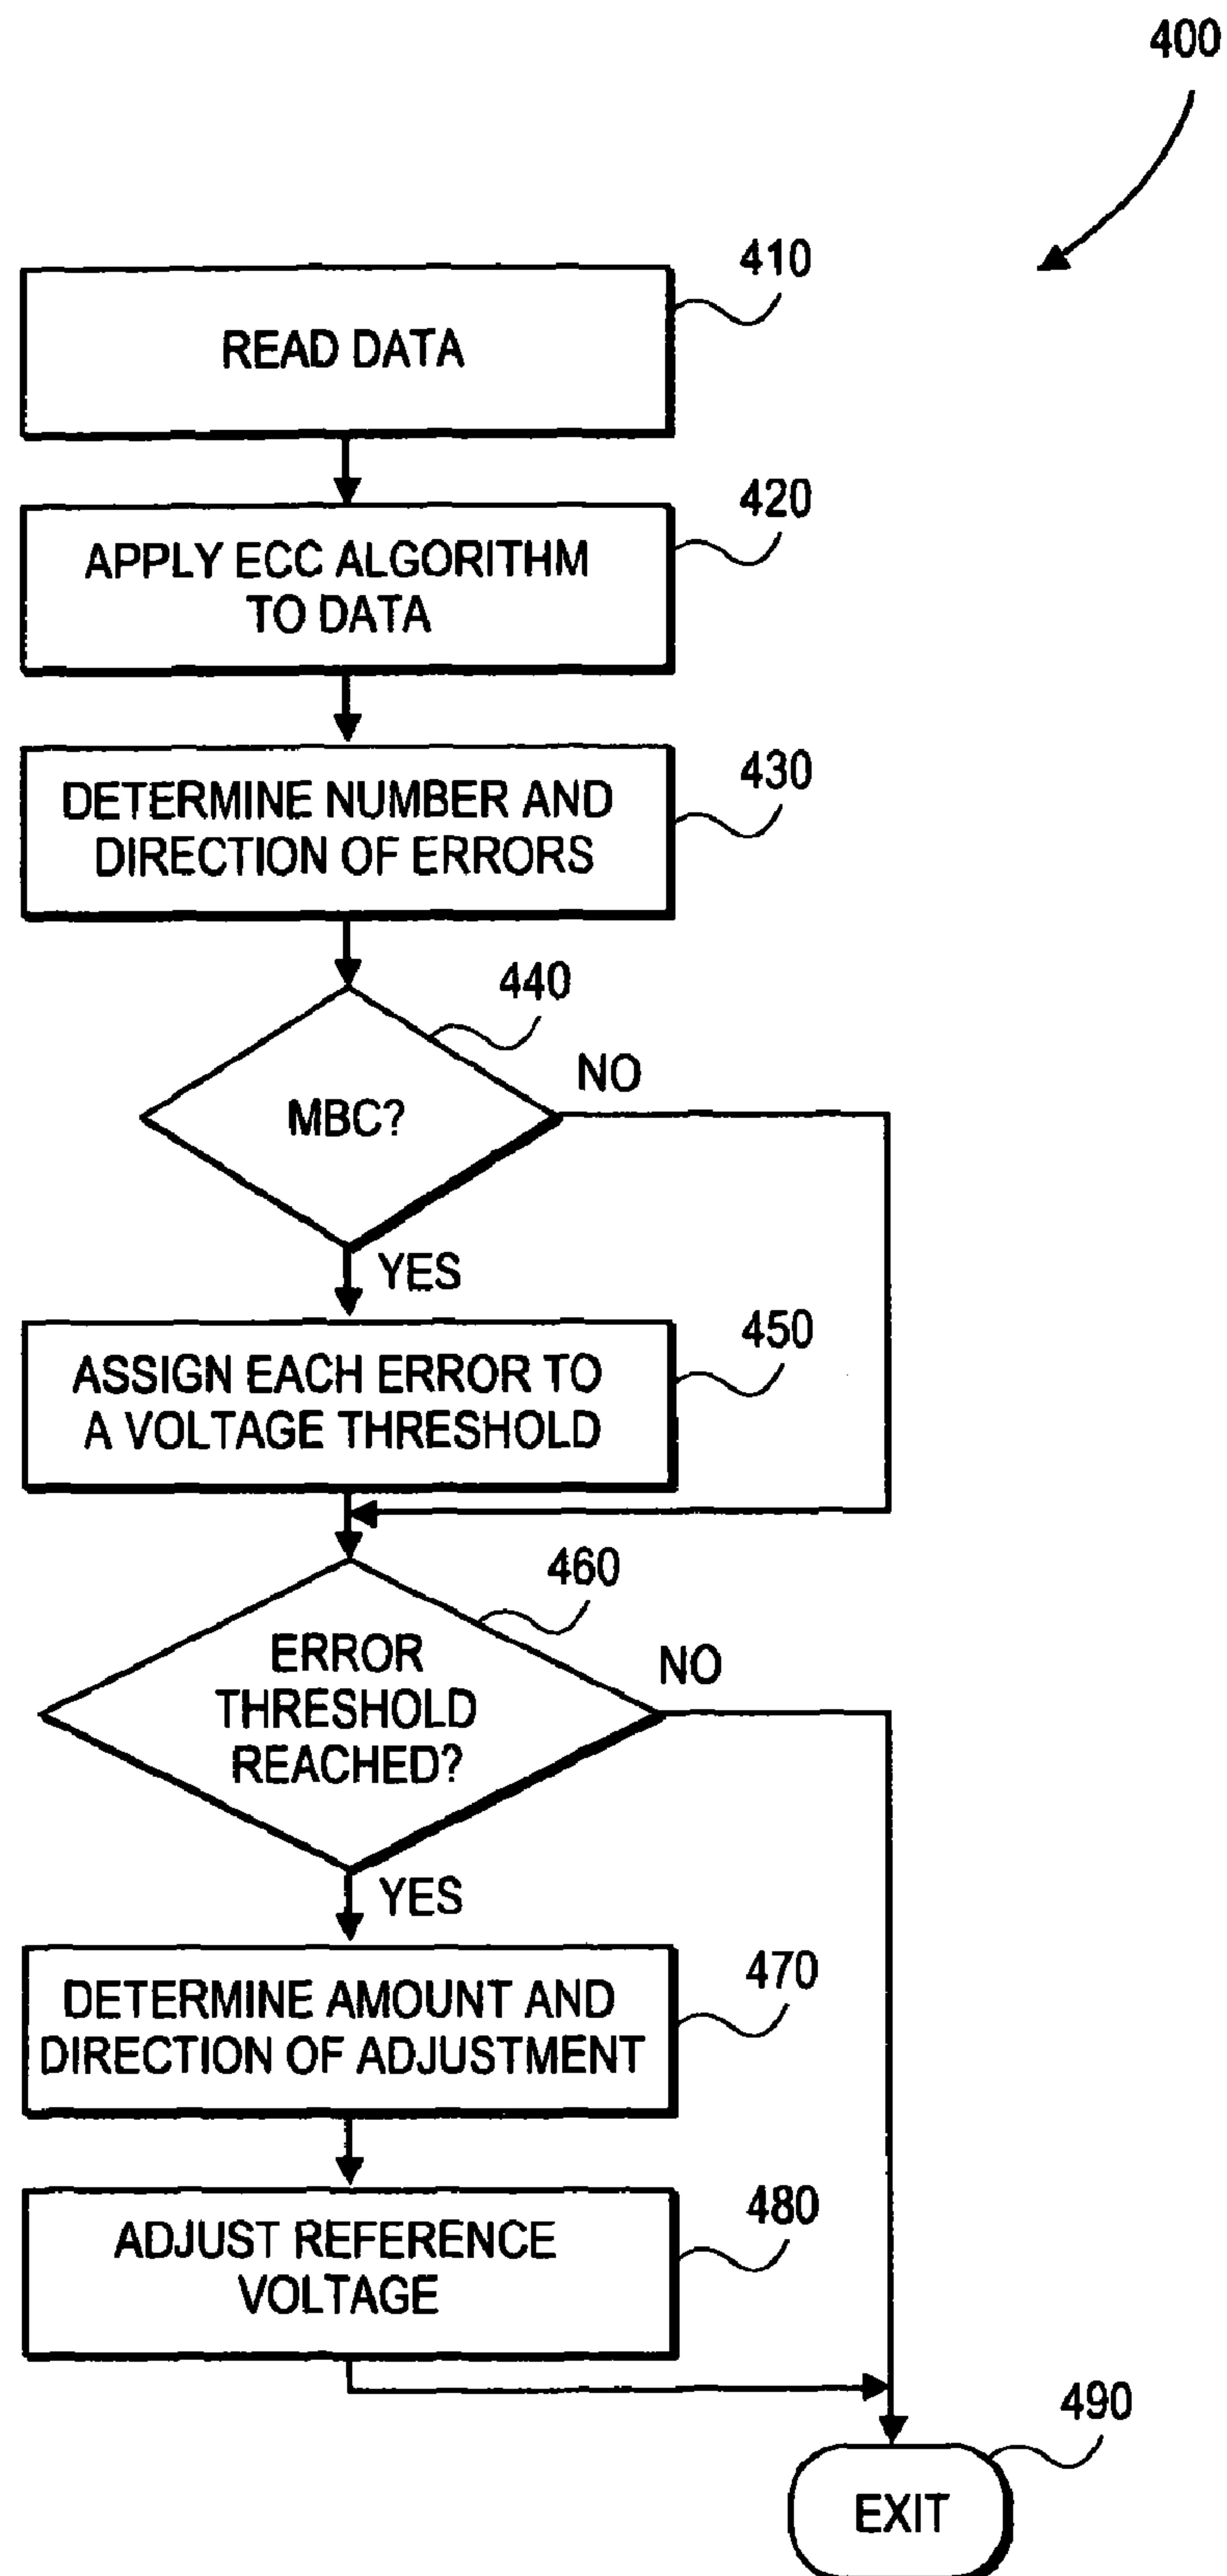 400
410
READ DATA
420
APPLY ECC ALGORITHM
TO DATA
430
DETERMINE NUMBER AND
DIRECTION OF ERRORS
440
NO
MBC?
YES
450
ASSIGN EACH ERROR TO
A VOLTAGE THRESHOLD
460
ERROR
THRESHOLD
REACHED?
NO
YES
470
DETERMINE AMOUNT AND
DIRECTION OF ADJUSTMENT
480
ADJUST REFERENCE
VOLTAGE
490
EXIT